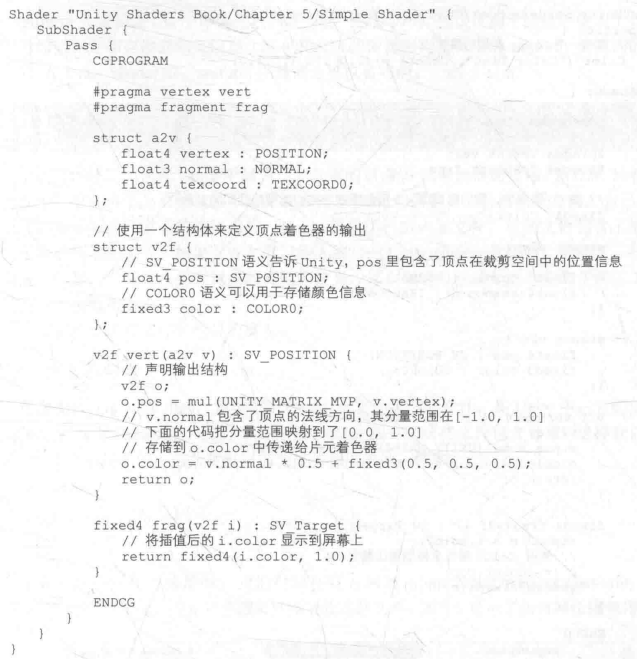 Shader "Unity Shaders Book/Chapter 5/Simple Shader" {
    SubShader {
        Pass {
            CGPROGRAM

            #pragma vertex vert
            #pragma fragment frag

            struct a2v {
                float4 vertex : POSITION;
                float3 normal : NORMAL;
                float4 texcoord : TEXCOORD0;
            };

            // 使用一个结构体来定义顶点着色器的输出
            struct v2f {
                // SV_POSITION 语义告诉 Unity, pos 里包含了顶点在裁剪空间中的位置信息
                float4 pos : SV_POSITION;
                // COLOR0 语义可以用于存储颜色信息
                fixed3 color : COLOR0;
            };

            v2f vert(a2v v) : SV_POSITION {
                // 声明输出结构
                v2f o;
                o.pos = mul(UNITY_MATRIX_MVP, v.vertex);
                // v.normal 包含了顶点的法线方向，其分量范围在[-1.0, 1.0]
                // 下面的代码把分量范围映射到了[0.0, 1.0]
                // 存储到 o.color 中传递给片元着色器
                o.color = v.normal * 0.5 + fixed3(0.5, 0.5, 0.5);
                return o;
            }

            fixed4 frag(v2f i) : SV_Target {
                // 将插值后的 i.color 显示到屏幕上
                return fixed4(i.color, 1.0);
            }

            ENDCG
        }
    }
}